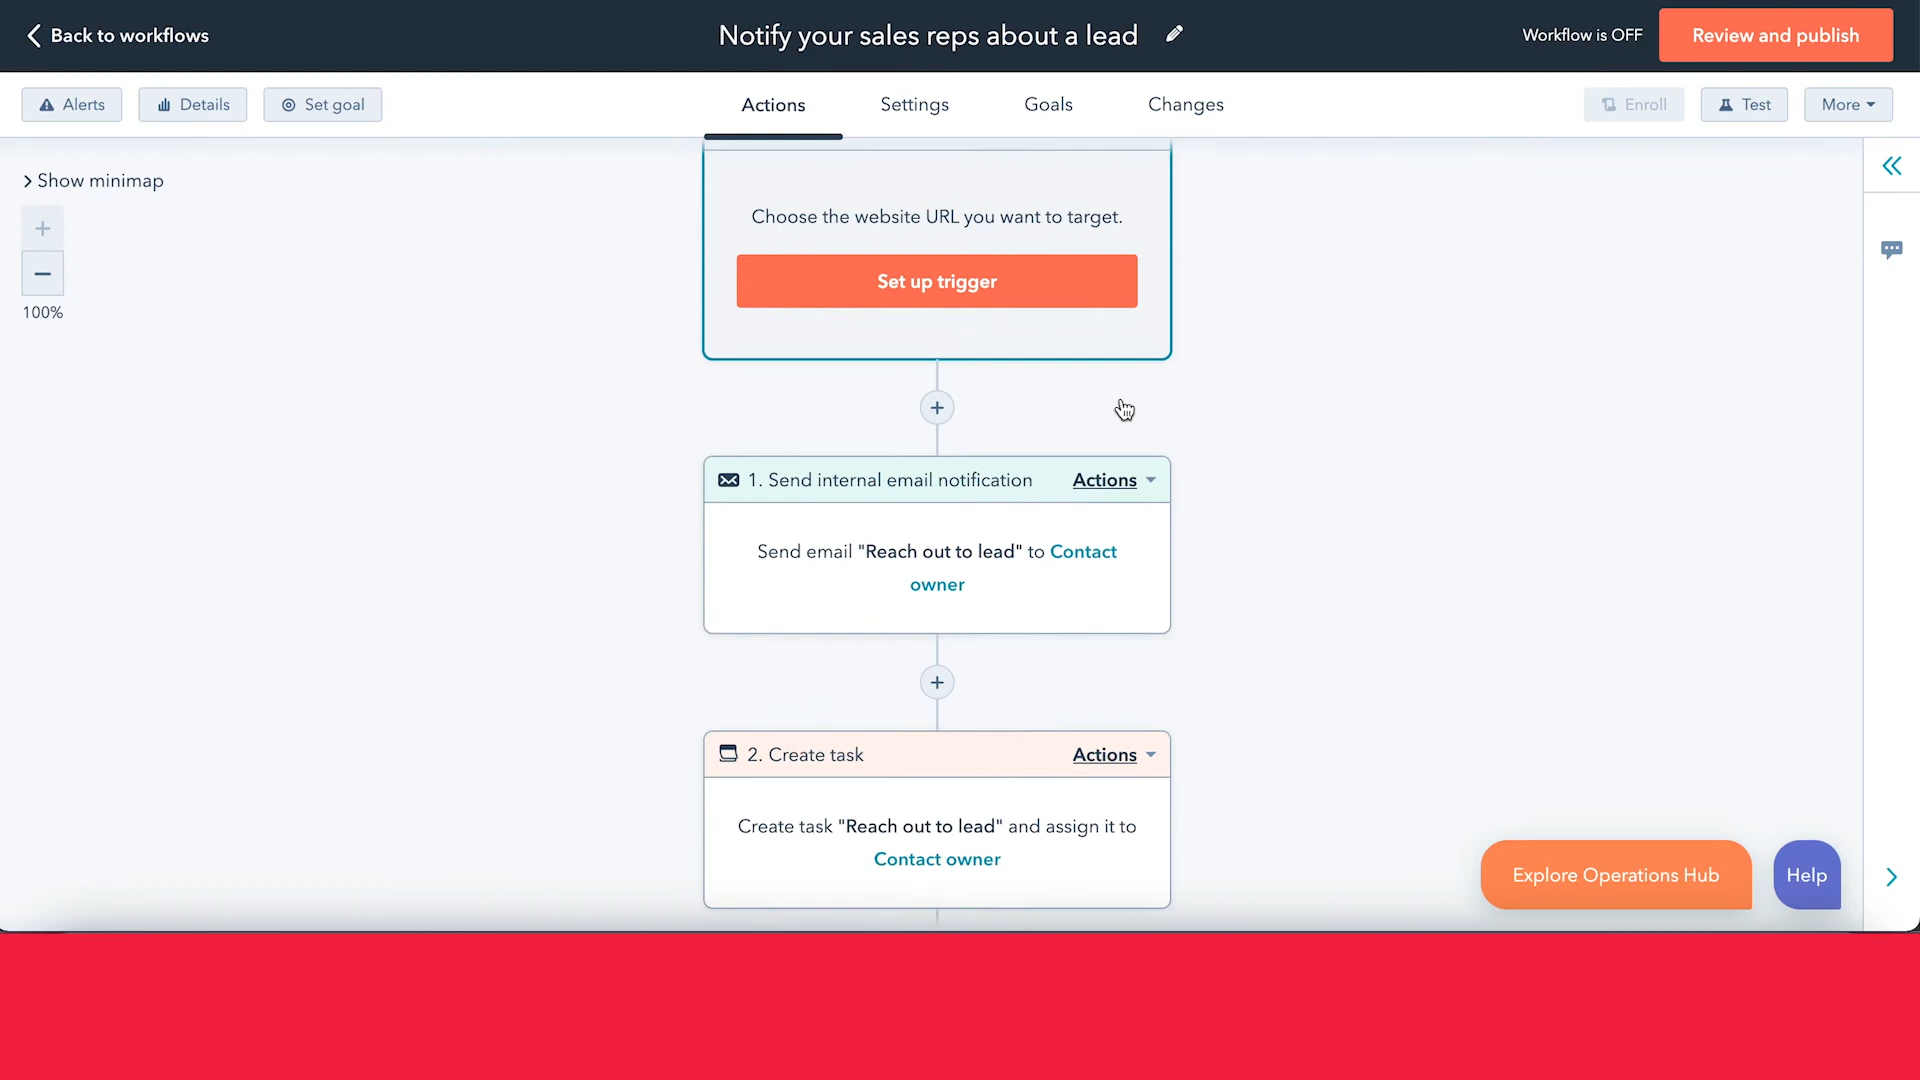 Back to workflows
Notify your sales reps about a lead
Workflow is OFF
Review and publish
Alerts
Details
Set goal
Actions
Settings
Goals
Changes
Enroll
Test
More
Show minimap
+
−
100%
Choose the website URL you want to target.
Set up trigger
+
1. Send internal email notification
Actions
Send email "Reach out to lead" to Contact
owner
+
2. Create task
Actions
Create task "Reach out to lead" and assign it to
Contact owner
Explore Operations Hub
Help